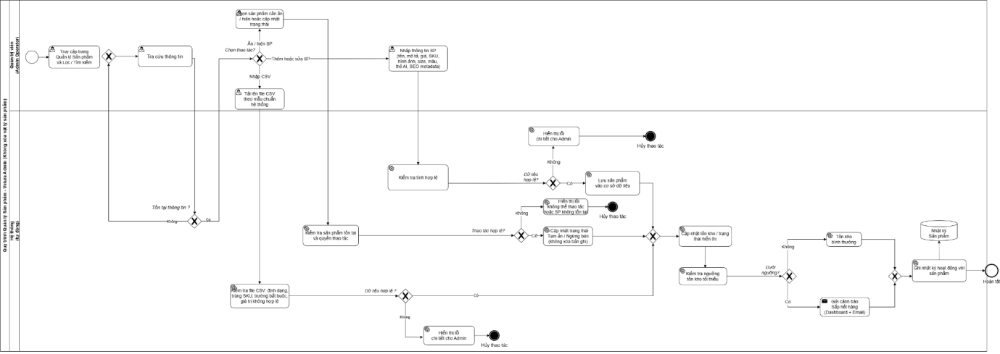 Quy trình Quản lý Sản phẩm - Velura Admin (Không xóa vật lý sản phẩm)
Quản trị viên
(Admin Operator)
Truy cập trang
Quản lý Sản phẩm
và Lọc / Tìm kiếm
Tra cứu thông tin
Chọn sản phẩm cần ẩn
/ hiện hoặc cập nhật
trạng thái
Ẩn / hiện SP
Chọn thao tác?
Thêm hoặc sửa SP
Nhập CSV
Tải lên file CSV
theo mẫu chuẩn
hệ thống
Nhập thông tin SP
(tên, mô tả, giá, SKU,
hình ảnh, size, màu,
thẻ AI, SEO metadata)
Hệ thống
(tự động)
Tồn tại thông tin ?
Không
Có
Hiển thị lỗi
chi tiết cho Admin
Hủy thao tác
Không
Kiểm tra tính hợp lệ
Dữ liệu
hợp lệ?
Có
Lưu sản phẩm
vào cơ sở dữ liệu
Hiển thị lỗi
không thể thao tác
hoặc SP không tồn tại
Hủy thao tác
Không
Kiểm tra sản phẩm tồn tại
và quyền thao tác
Thao tác hợp lệ?
Có
Cập nhật trạng thái
Tạm ẩn / Ngừng bán
(không xóa bản ghi)
Cập nhật tồn kho / trạng
thái hiển thị
Kiểm tra ngưỡng
tồn kho tối thiểu
Dưới
ngưỡng?
Không
Tồn kho
bình thường
Có
Gửi cảnh báo
Sắp hết hàng
(Dashboard + Email)
Nhật ký
Sản phẩm
Ghi nhật ký hoạt động với
sản phẩm
Hoàn tất
Kiểm tra file CSV: định dạng,
trùng SKU, trường bắt buộc,
giá trị không hợp lệ
Dữ liệu hợp lệ ?
Có
Không
Hiển thị lỗi
chi tiết cho Admin
Hủy thao tác